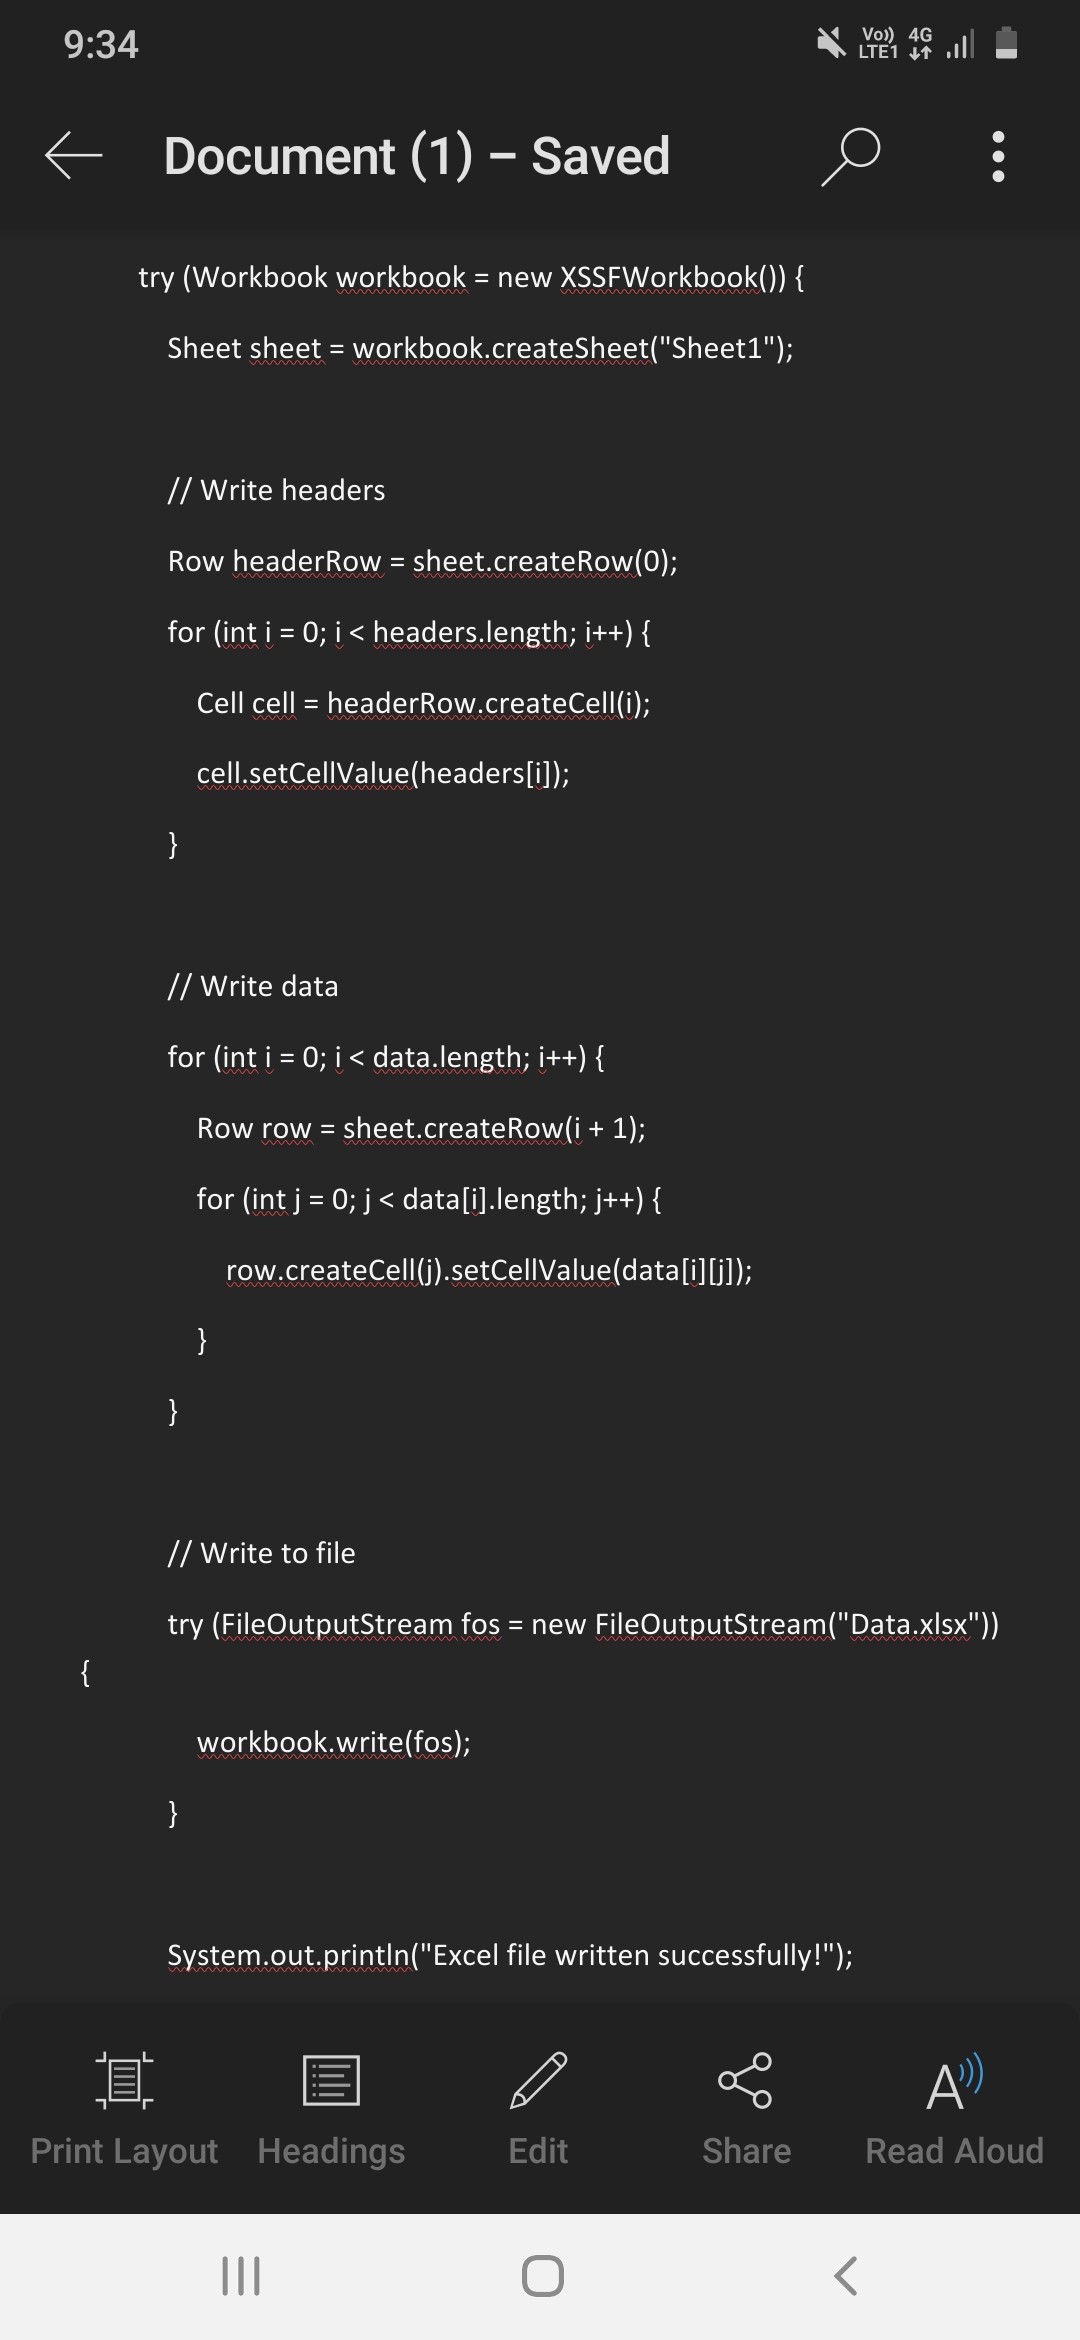 9:34
Vo)) LTE1 4G
Document (1) – Saved
try (Workbook workbook = new XSSFWorkbook()) {
Sheet sheet = workbook.createSheet("Sheet1");
// Write headers
Row headerRow = sheet.createRow(0);
for (int i = 0; i < headers.length; i++) {
Cell cell = headerRow.createCell(i);
cell.setCellValue(headers[i]);
}
// Write data
for (int i = 0; i < data.length; i++) {
Row row = sheet.createRow(i + 1);
for (int j = 0; j < data[i].length; j++) {
row.createCell(j).setCellValue(data[i][j]);
}
}
// Write to file
try (FileOutputStream fos = new FileOutputStream("Data.xlsx"))
{
workbook.write(fos);
}
System.out.println("Excel file written successfully!");
Print Layout Headings Edit Share Read Aloud